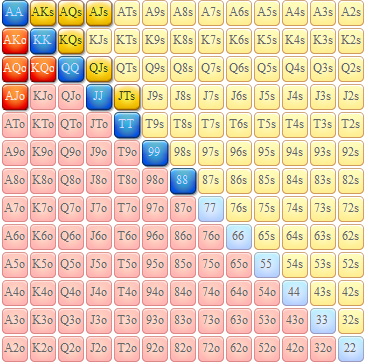 AA AKs AQs AJs ATs A9s A8s A7s A6s A5s A4s A3s A2s
AKo KK KQs KJs KTs K9s K8s K7s K6s K5s K4s K3s K2s
AQo KQo QQ QJs QTs Q9s Q8s Q7s Q6s Q5s Q4s Q3s Q2s
AJo KJo QJo JJ JTs J9s J8s J7s J6s J5s J4s J3s J2s
ATo KTo QTo JTo TT T9s T8s T7s T6s T5s T4s T3s T2s
A9o K9o Q9o J9o T9o 99 98s 97s 96s 95s 94s 93s 92s
A8o K8o Q8o J8o T8o 98o 88 87s 86s 85s 84s 83s 82s
A7o K7o Q7o J7o T7o 97o 87o 77 76s 75s 74s 73s 72s
A6o K6o Q6o J6o T6o 96o 86o 76o 66 65s 64s 63s 62s
A5o K5o Q5o J5o T5o 95o 85o 75o 65o 55 54s 53s 52s
A4o K4o Q4o J4o T4o 94o 84o 74o 64o 54o 44 43s 42s
A3o K3o Q3o J3o T3o 93o 83o 73o 63o 53o 43o 33 32s
A2o K2o Q2o J2o T2o 92o 82o 72o 62o 52o 42o 32o 22